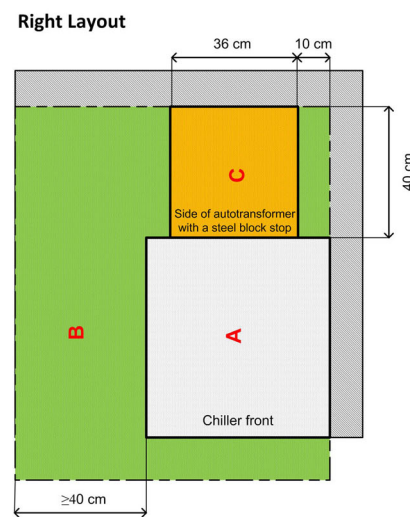 Right Layout
36 cm
10 cm
40 cm
C
Side of autotransformer
with a steel block stop
B
A
Chiller front
≥40 cm